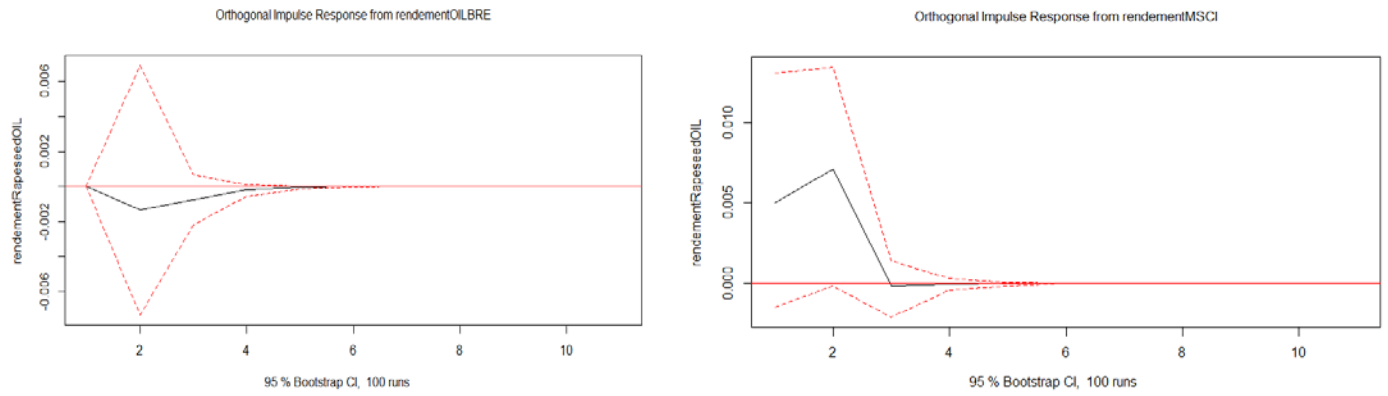 Orthogonal Impulse Response from rendementOILBRE
rendementRapeseedOIL
0.006
0.002
-0.002
-0.006
2 4 6 8 10
95 % Bootstrap CI, 100 runs
Orthogonal Impulse Response from rendementMSCI
rendementRapeseedOIL
0.010
0.005
0.000
2 4 6 8 10
95 % Bootstrap CI, 100 runs